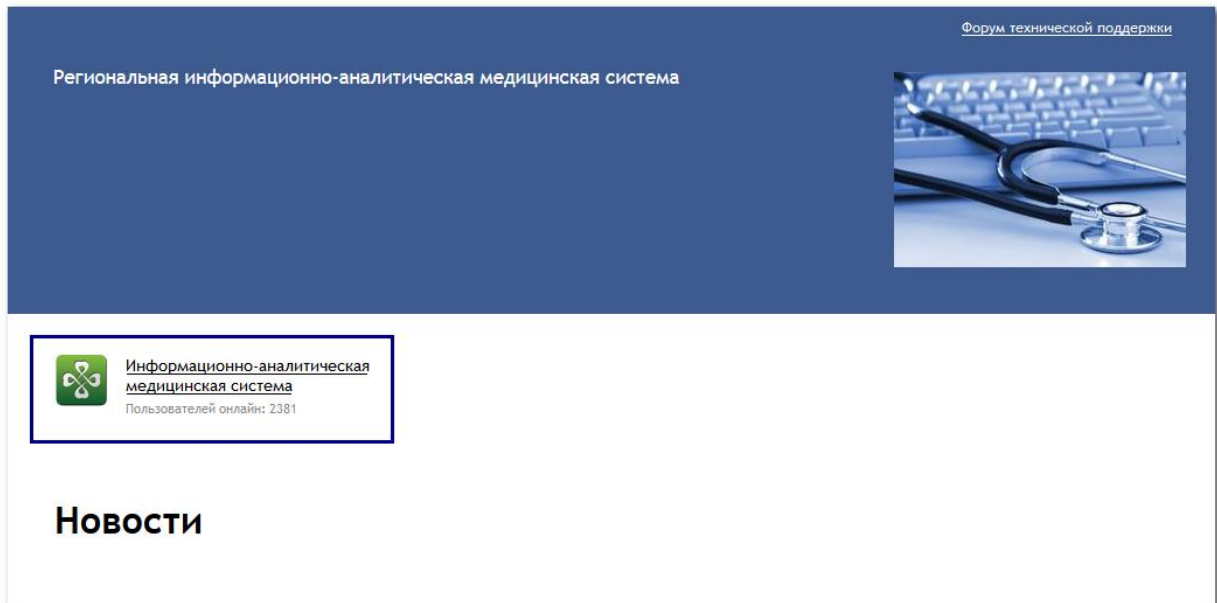 Форум технической поддержки
Региональная информационно-аналитическая медицинская система
Информационно-аналитическая
медицинская система
Пользователей онлайн: 2381
Новости